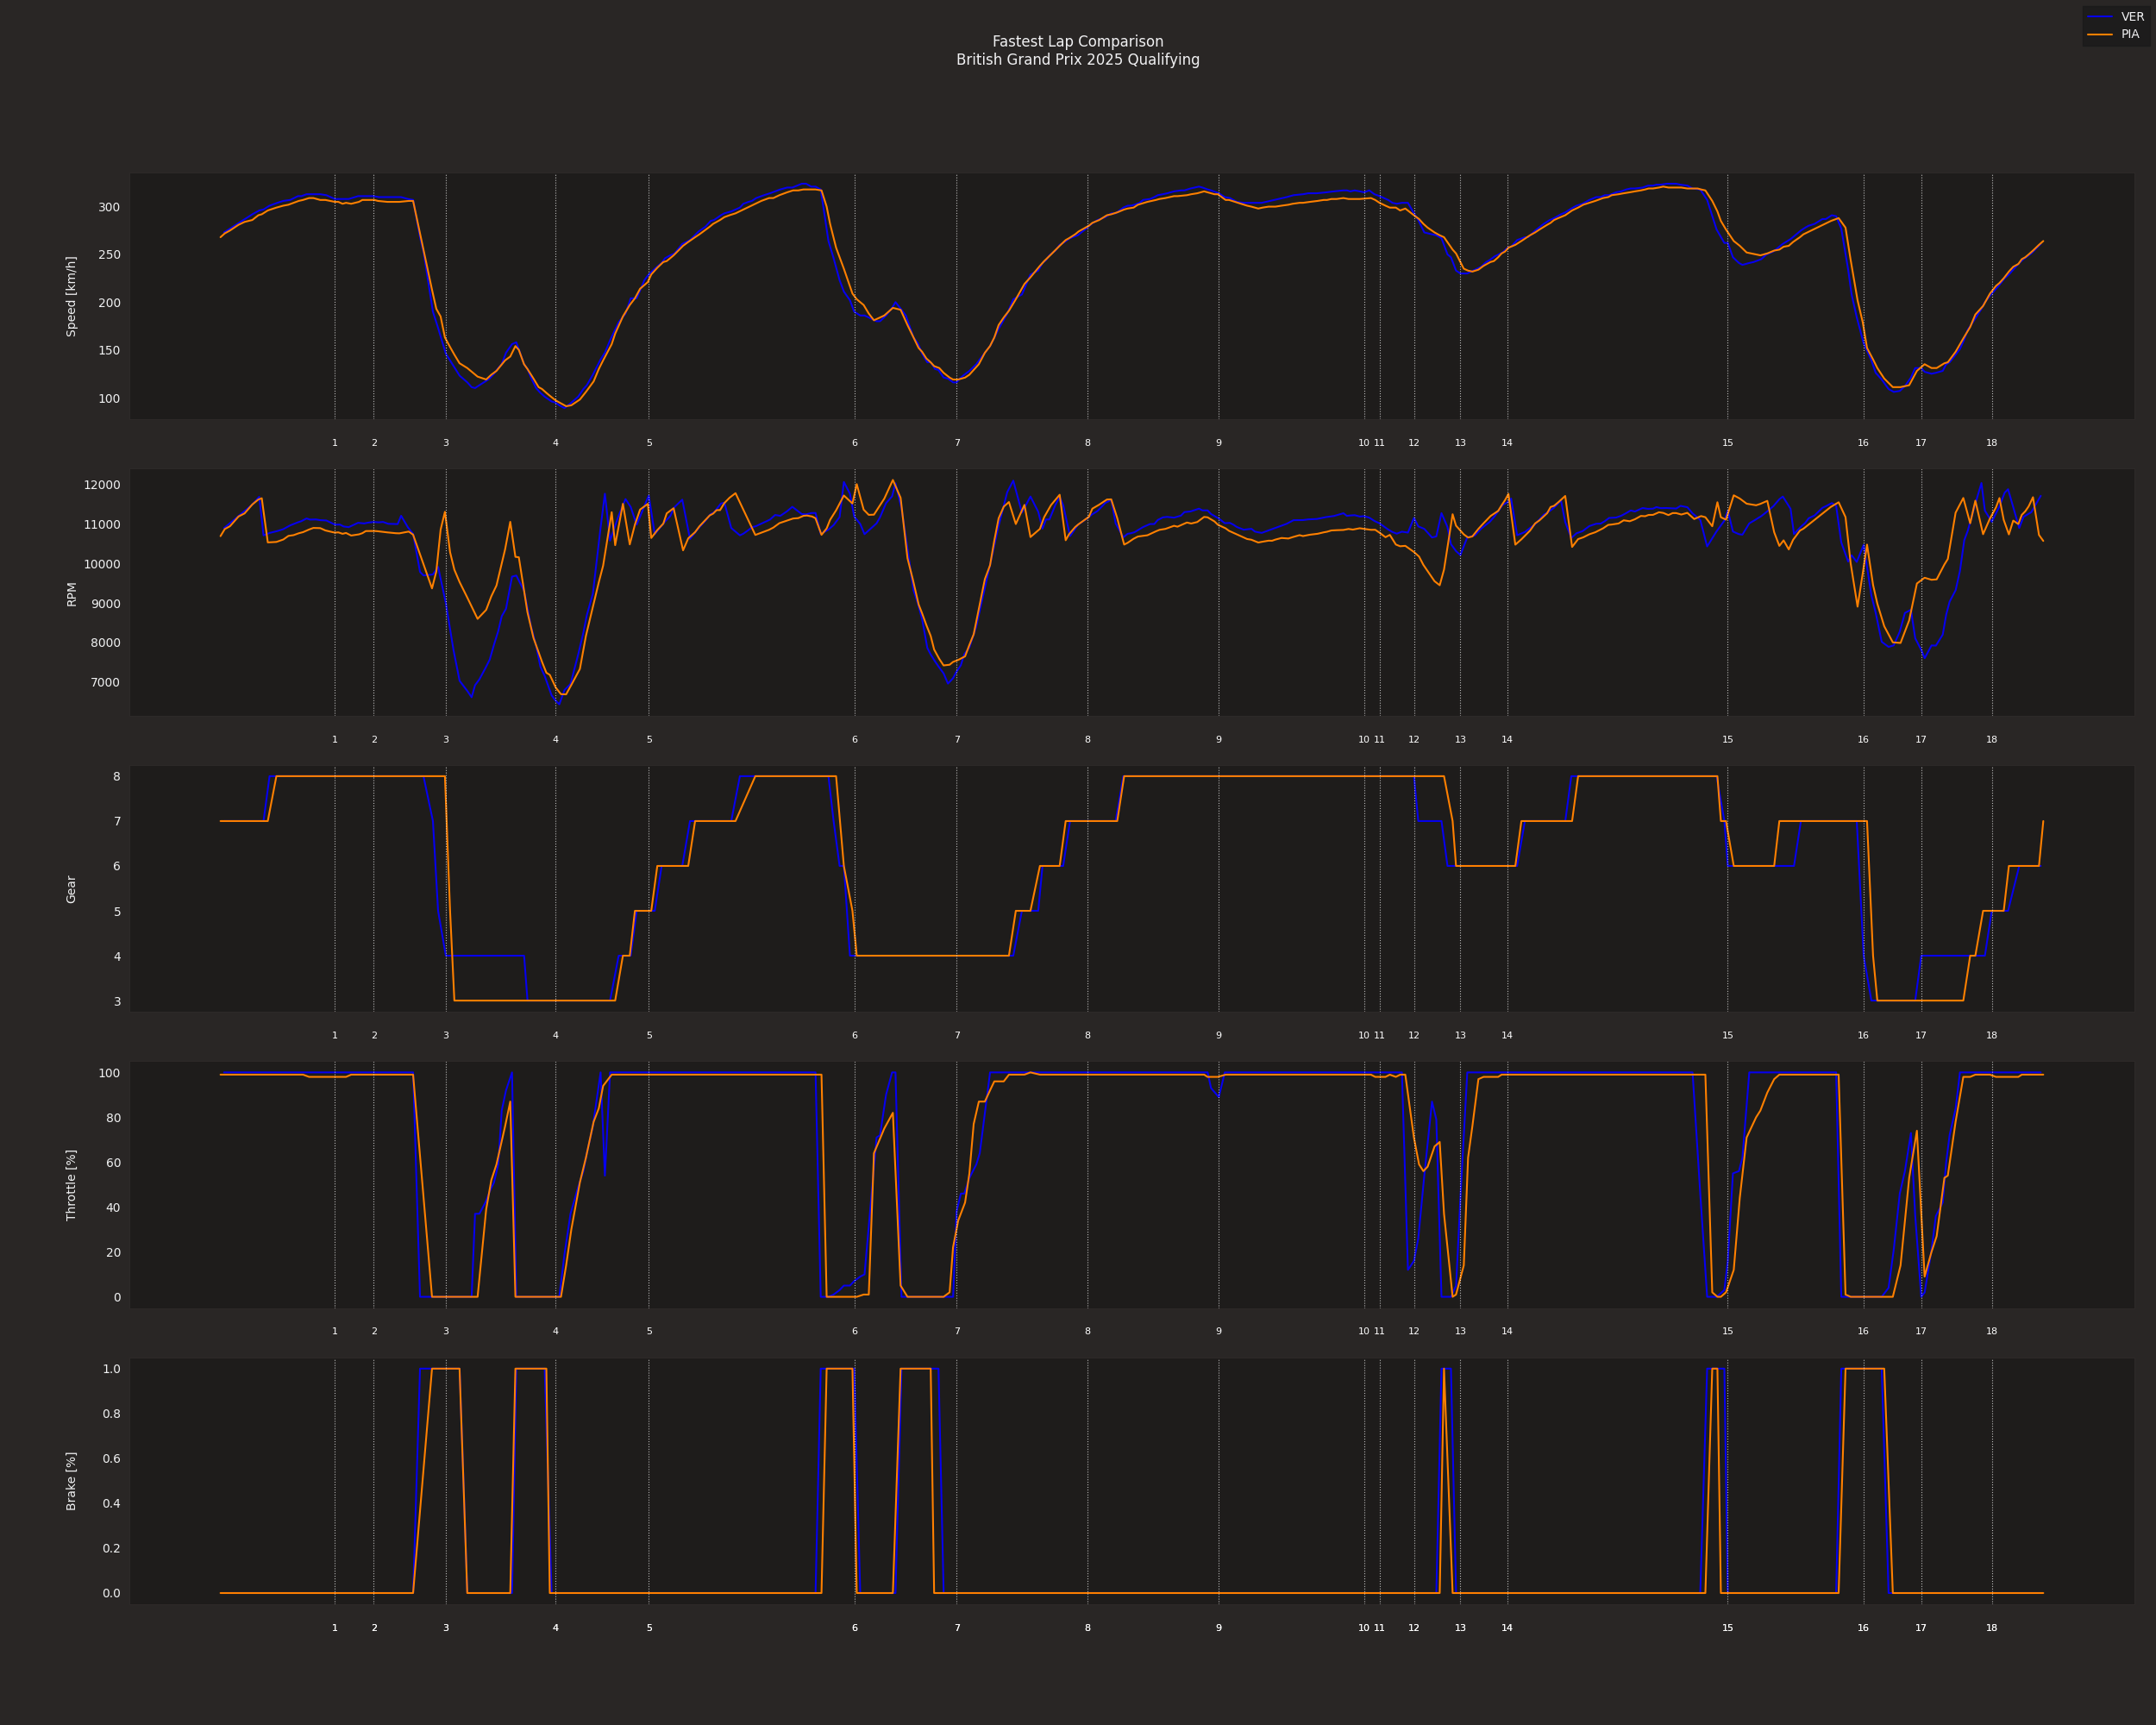 VER
PIA
Fastest Lap Comparison
British Grand Prix 2025 Qualifying
Speed [km/h]
300
250
200
150
100
1 2 3 4 5 6 7 8 9 10 11 12 13 14 15 16 17 18
RPM
12000
11000
10000
9000
8000
7000
1 2 3 4 5 6 7 8 9 10 11 12 13 14 15 16 17 18
Gear
8
7
6
5
4
3
1 2 3 4 5 6 7 8 9 10 11 12 13 14 15 16 17 18
Throttle [%]
100
80
60
40
20
0
1 2 3 4 5 6 7 8 9 10 11 12 13 14 15 16 17 18
Brake [%]
1.0
0.8
0.6
0.4
0.2
0.0
1 2 3 4 5 6 7 8 9 10 11 12 13 14 15 16 17 18